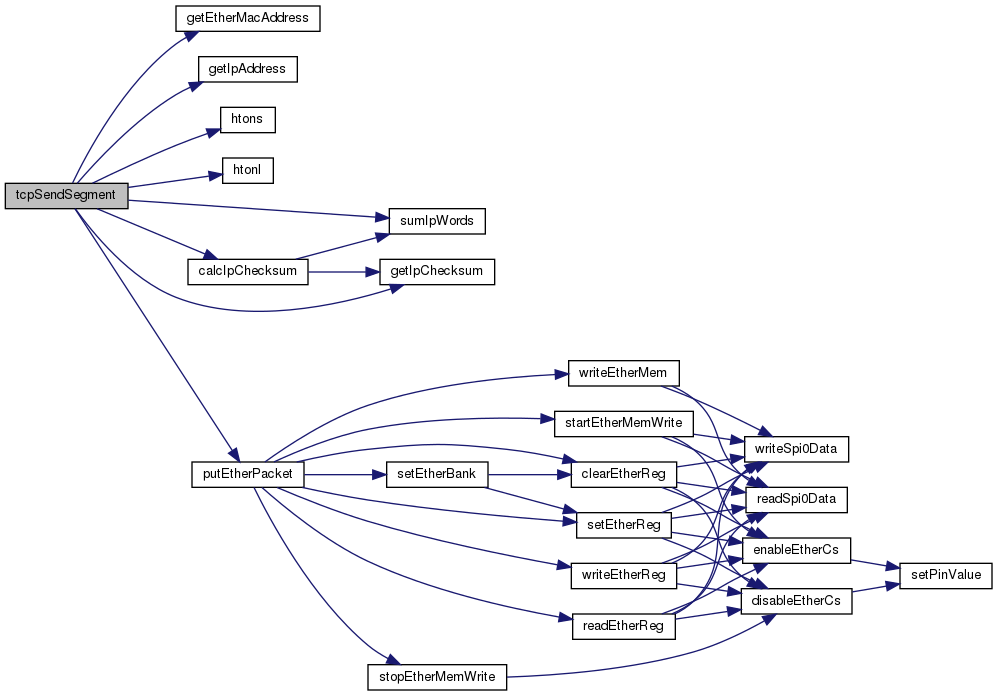 getEtherMacAddress
getIpAddress
htons
htonl
tcpSendSegment
sumIpWords
calcIpChecksum
getIpChecksum
writeEtherMem
startEtherMemWrite
writeSpi0Data
putEtherPacket
setEtherBank
clearEtherReg
readSpi0Data
setEtherReg
enableEtherCs
writeEtherReg
setPinValue
disableEtherCs
readEtherReg
stopEtherMemWrite